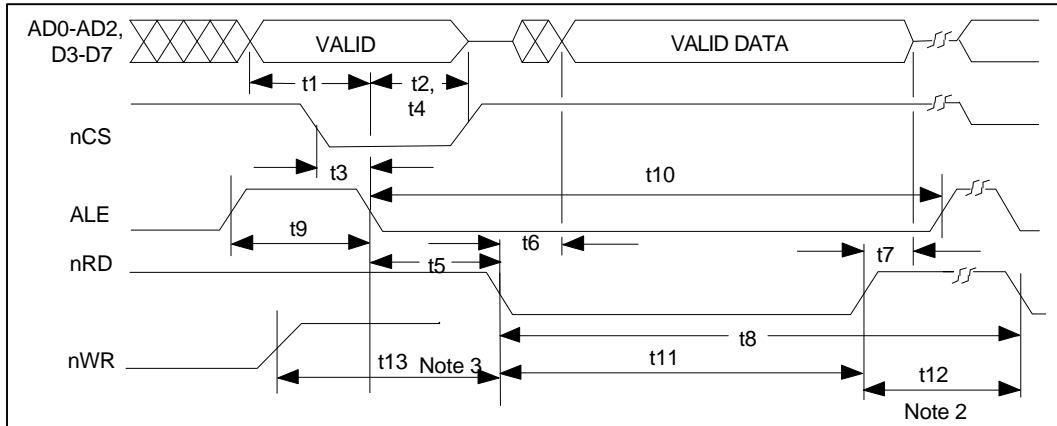 AD0-AD2,
D3-D7
VALID
VALID DATA
t1
t2,
t4
nCS
t3
t10
ALE
t9
t6
t7
t5
nRD
t8
nWR
t13
Note 3
t11
t12
Note 2